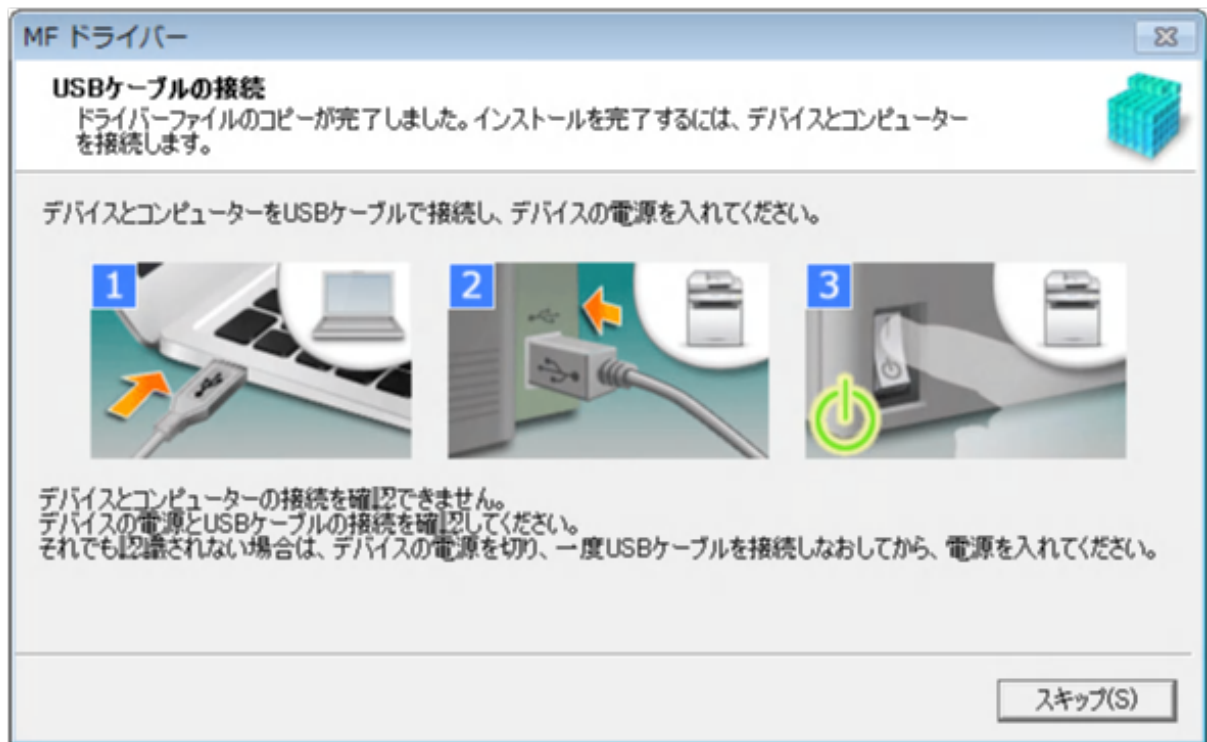 MF ドライバー
USBケーブルの接続
ドライバーファイルのコピーが完了しました。インストールを完了するには、デバイスとコンピューター
を接続します。
デバイスとコンピューターをUSBケーブルで接続し、デバイスの電源を入れてください。
1
2
3
デバイスとコンピューターの接続を確認できません。
デバイスの電源とUSBケーブルの接続を確認してください。
それでも認識されない場合は、デバイスの電源を切り、一度USBケーブルを接続しなおしてから、電源を入れてください。
スキップ(S)